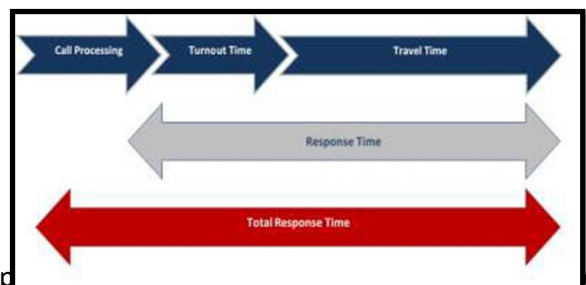 Call Processing Turnout Time Travel Time
Response Time
Total Response Time
p